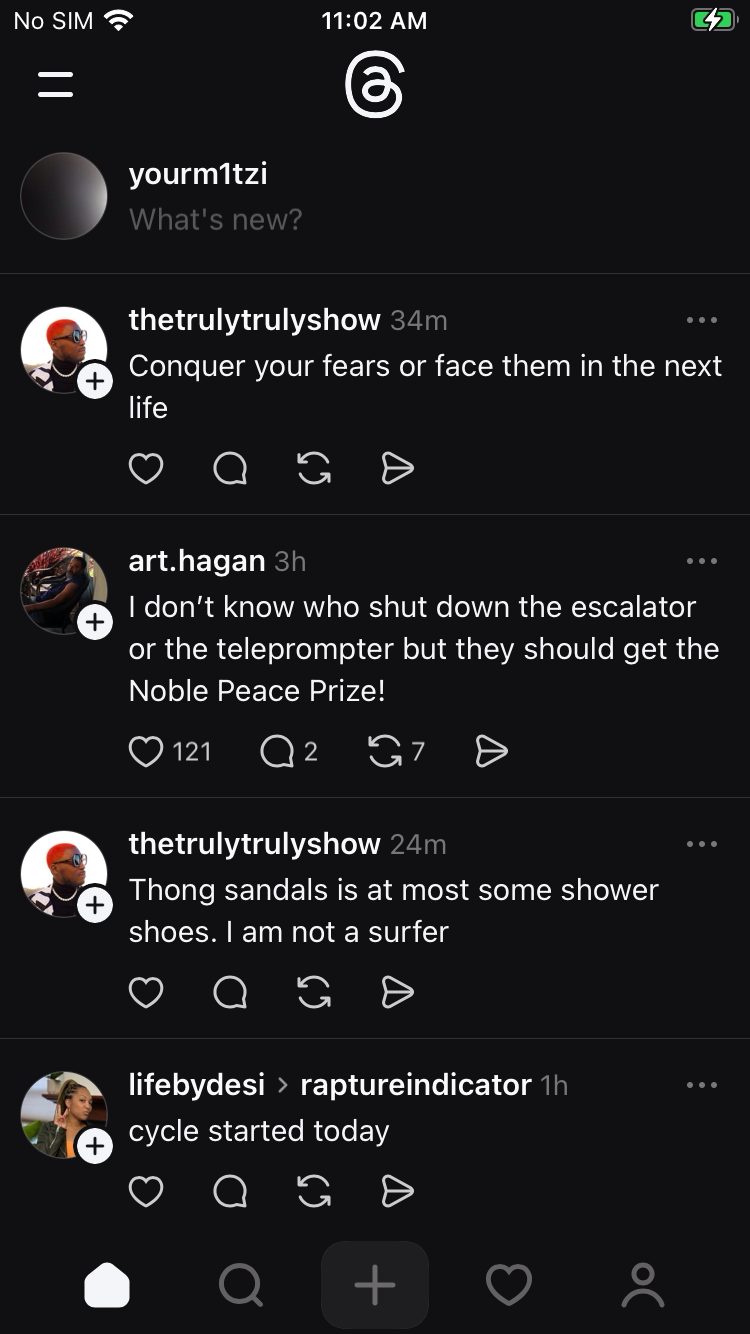 No SIM 11:02 AM
yourm1tzi
What's new?
thetrulytrulyshow 34m
Conquer your fears or face them in the next
life
art.hagan 3h
I don’t know who shut down the escalator
or the teleprompter but they should get the
Noble Peace Prize!
121 2 7
thetrulytrulyshow 24m
Thong sandals is at most some shower
shoes. I am not a surfer
lifebydesi > raptureindicator 1h
cycle started today